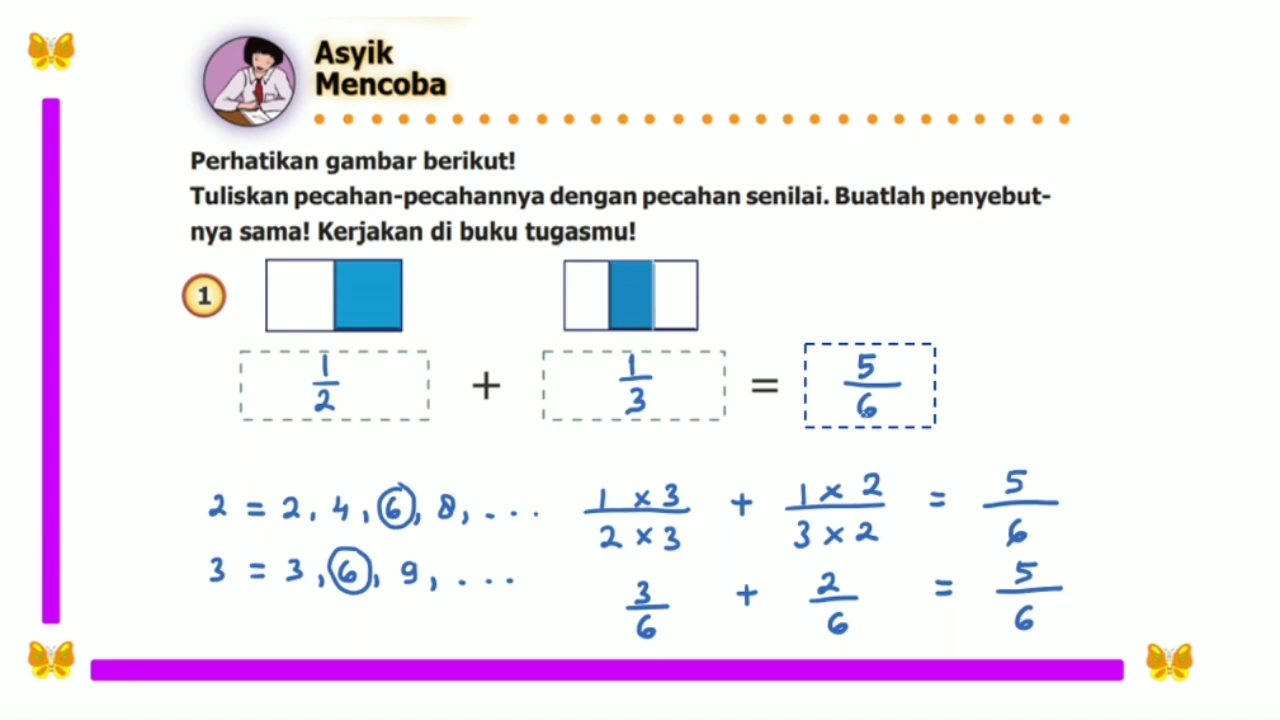 Asyik
Mencoba
Perhatikan gambar berikut!
Tuliskan pecahan-pecahannya dengan pecahan senilai. Buatlah penyebut-
nya sama! Kerjakan di buku tugasmu!
1
1/2 + 1/3 = 5/6
2 = 2, 4, 6, 8, ...
3 = 3, 6, 9, ...
1 x 3 / 2 x 3 + 1 x 2 / 3 x 2 = 5/6
3/6 + 2/6 = 5/6